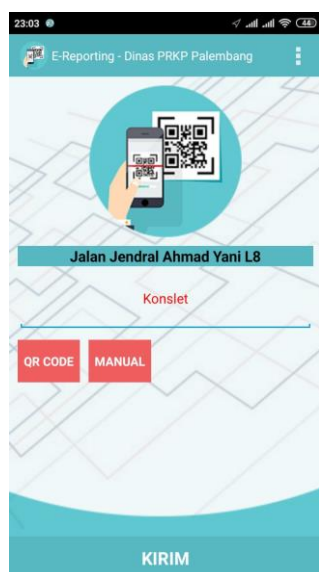 23:03
44
E-Reporting - Dinas PRKP Palembang
Jalan Jendral Ahmad Yani L8
Konslet
QR CODE
MANUAL
KIRIM